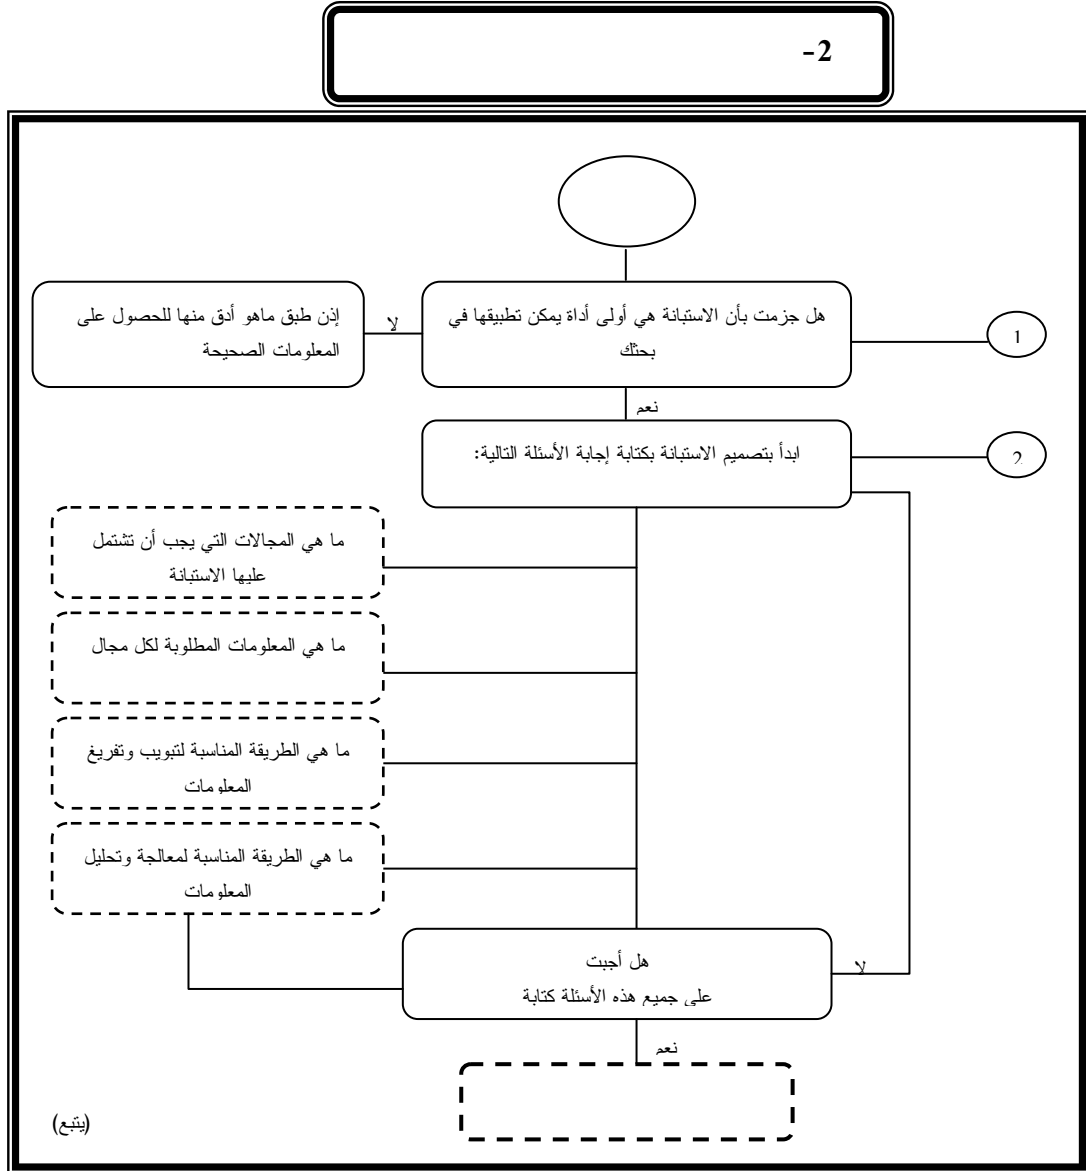 2-
هل جزمت بأن الاستبانة هي أولى أداة يمكن تطبيقها في
بحثك
1
لا
إذن طبق ماهو أدق منها للحصول على
المعلومات الصحيحة
نعم
ابدأ بتصميم الاستبانة بكتابة إجابة الأسئلة التالية:
2
ما هي المجالات التي يجب أن تشتمل
عليها الاستبانة
ما هي المعلومات المطلوبة لكل مجال
ما هي الطريقة المناسبة لتبويب وتفريغ
المعلومات
ما هي الطريقة المناسبة لمعالجة وتحليل
المعلومات
هل أجبت
على جميع هذه الأسئلة كتابة
لا
نعم
(يتبع)